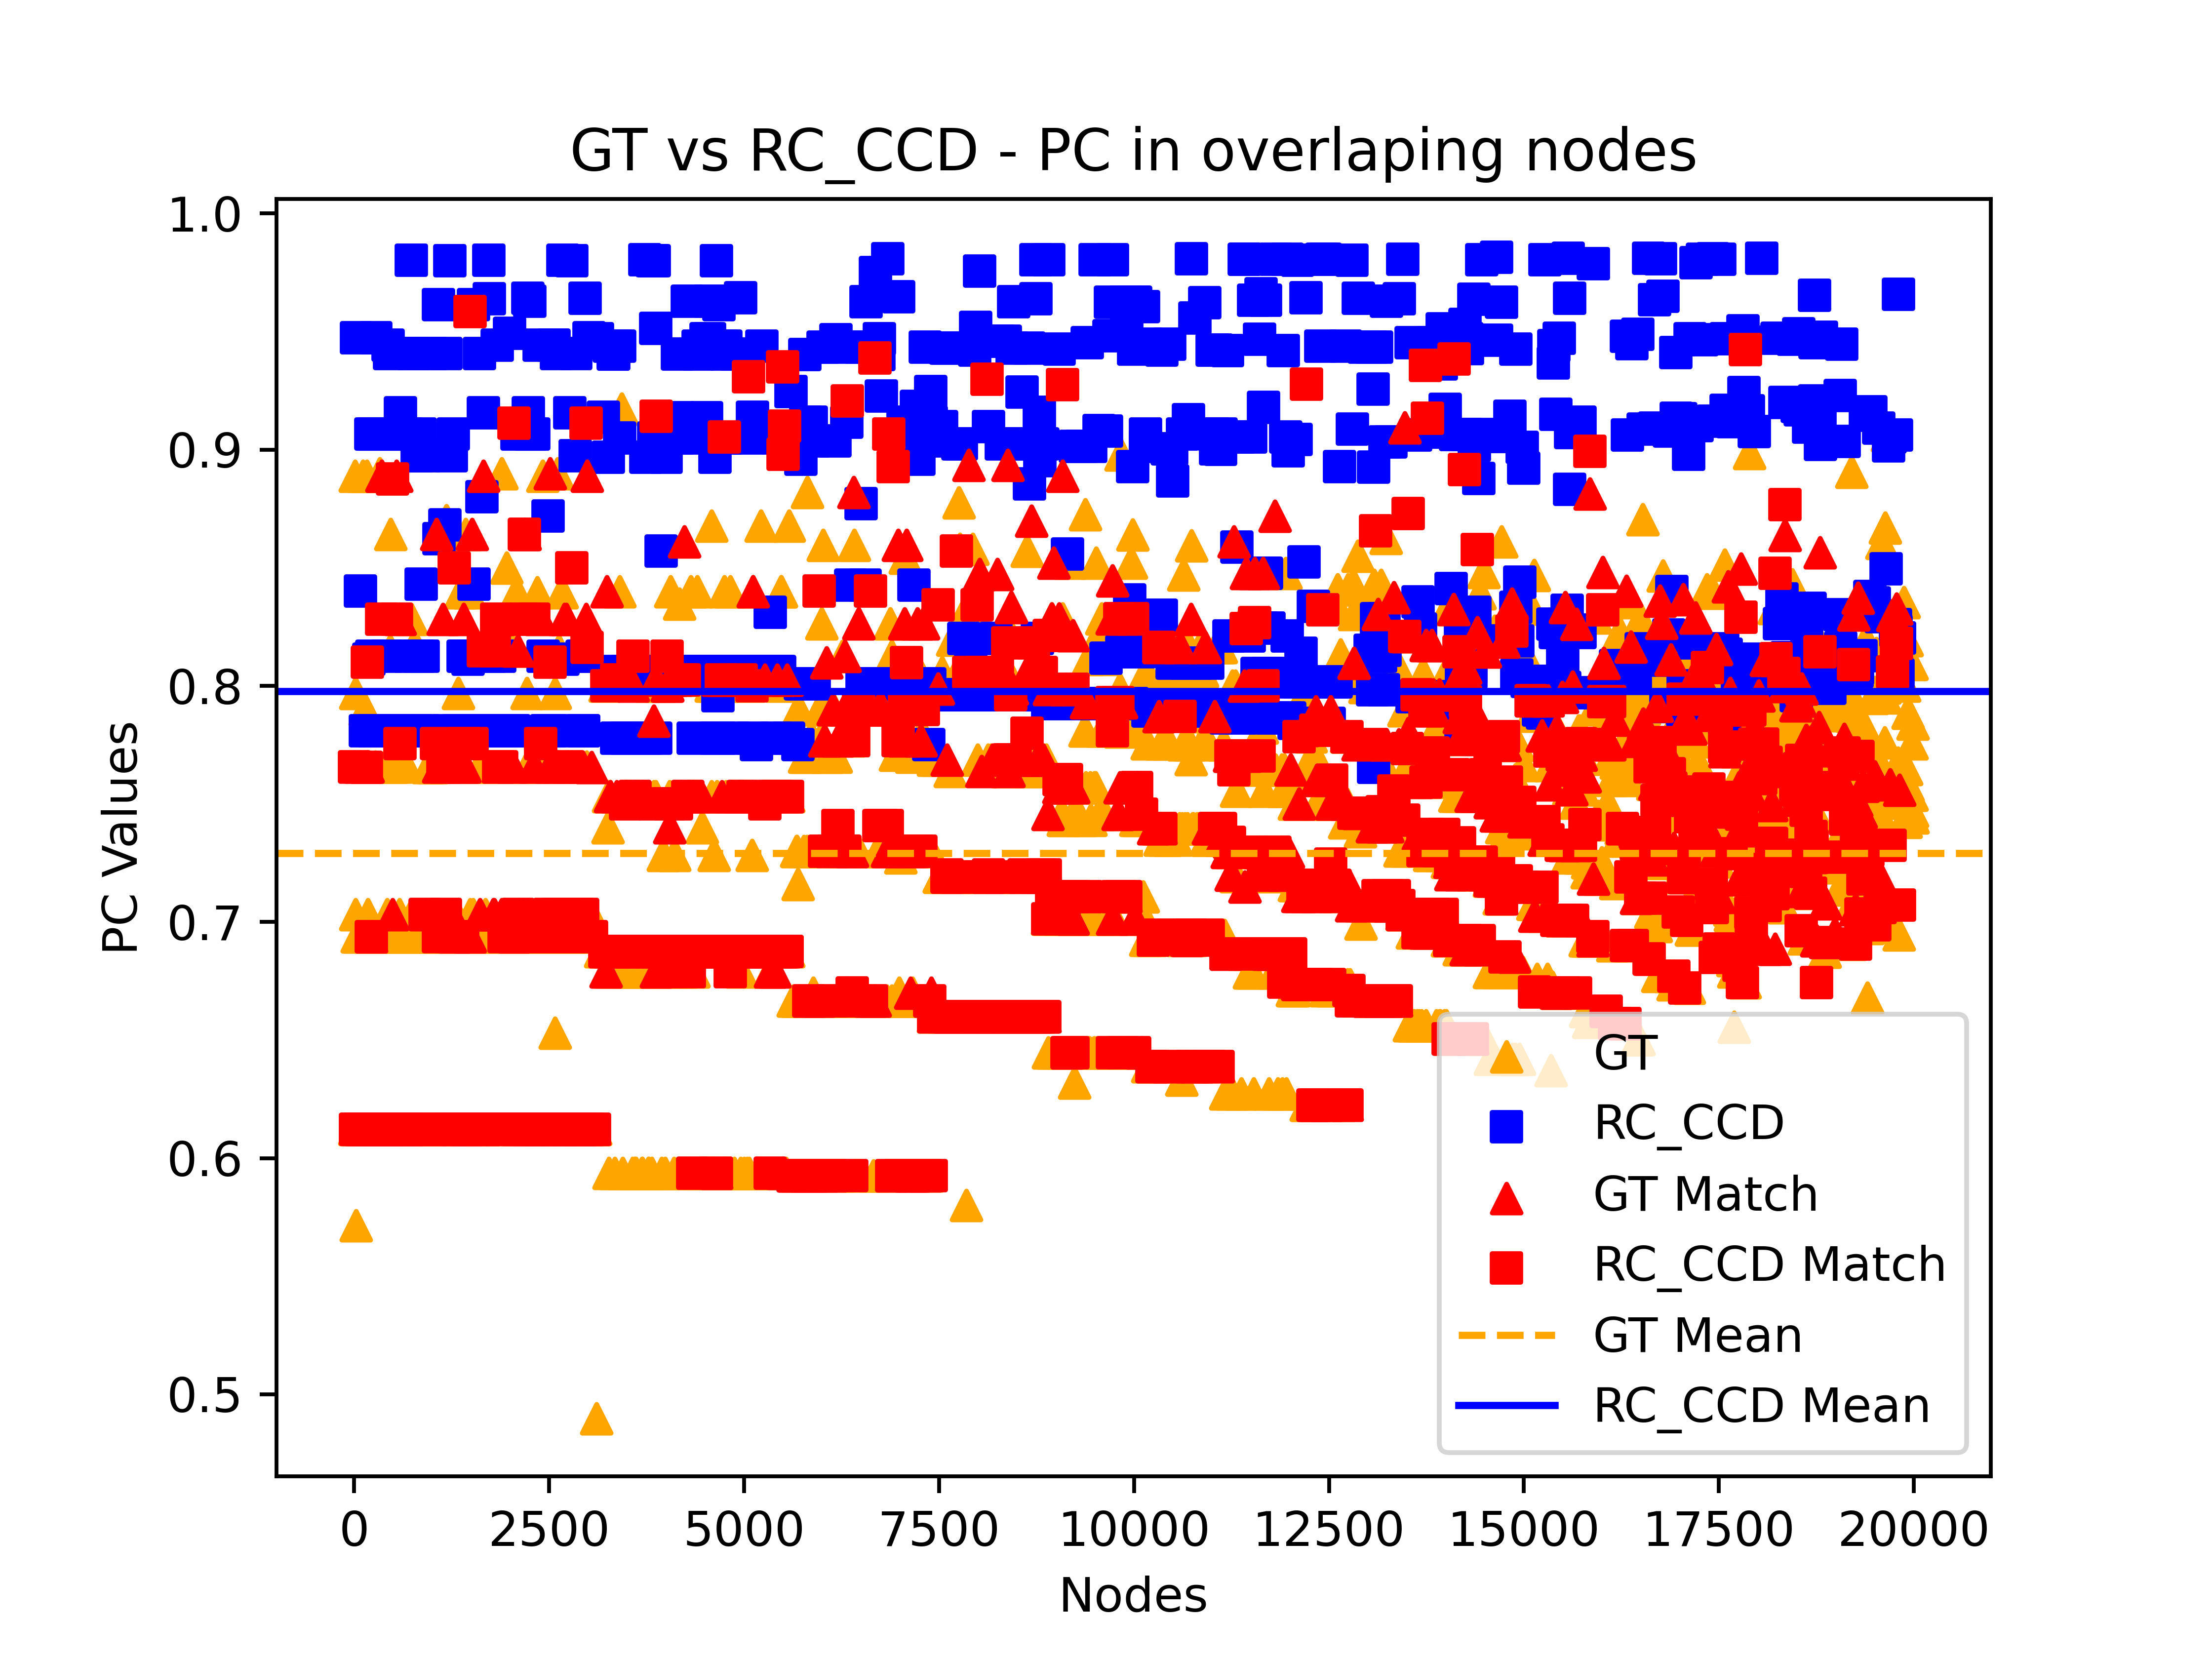 GT vs RC_CCD - PC in overlaping nodes
1.0
0.9
0.8
0.7
0.6
0.5
PC Values
GT
RC_CCD
GT Match
RC_CCD Match
GT Mean
RC_CCD Mean
0 2500 5000 7500 10000 12500 15000 17500 20000
Nodes